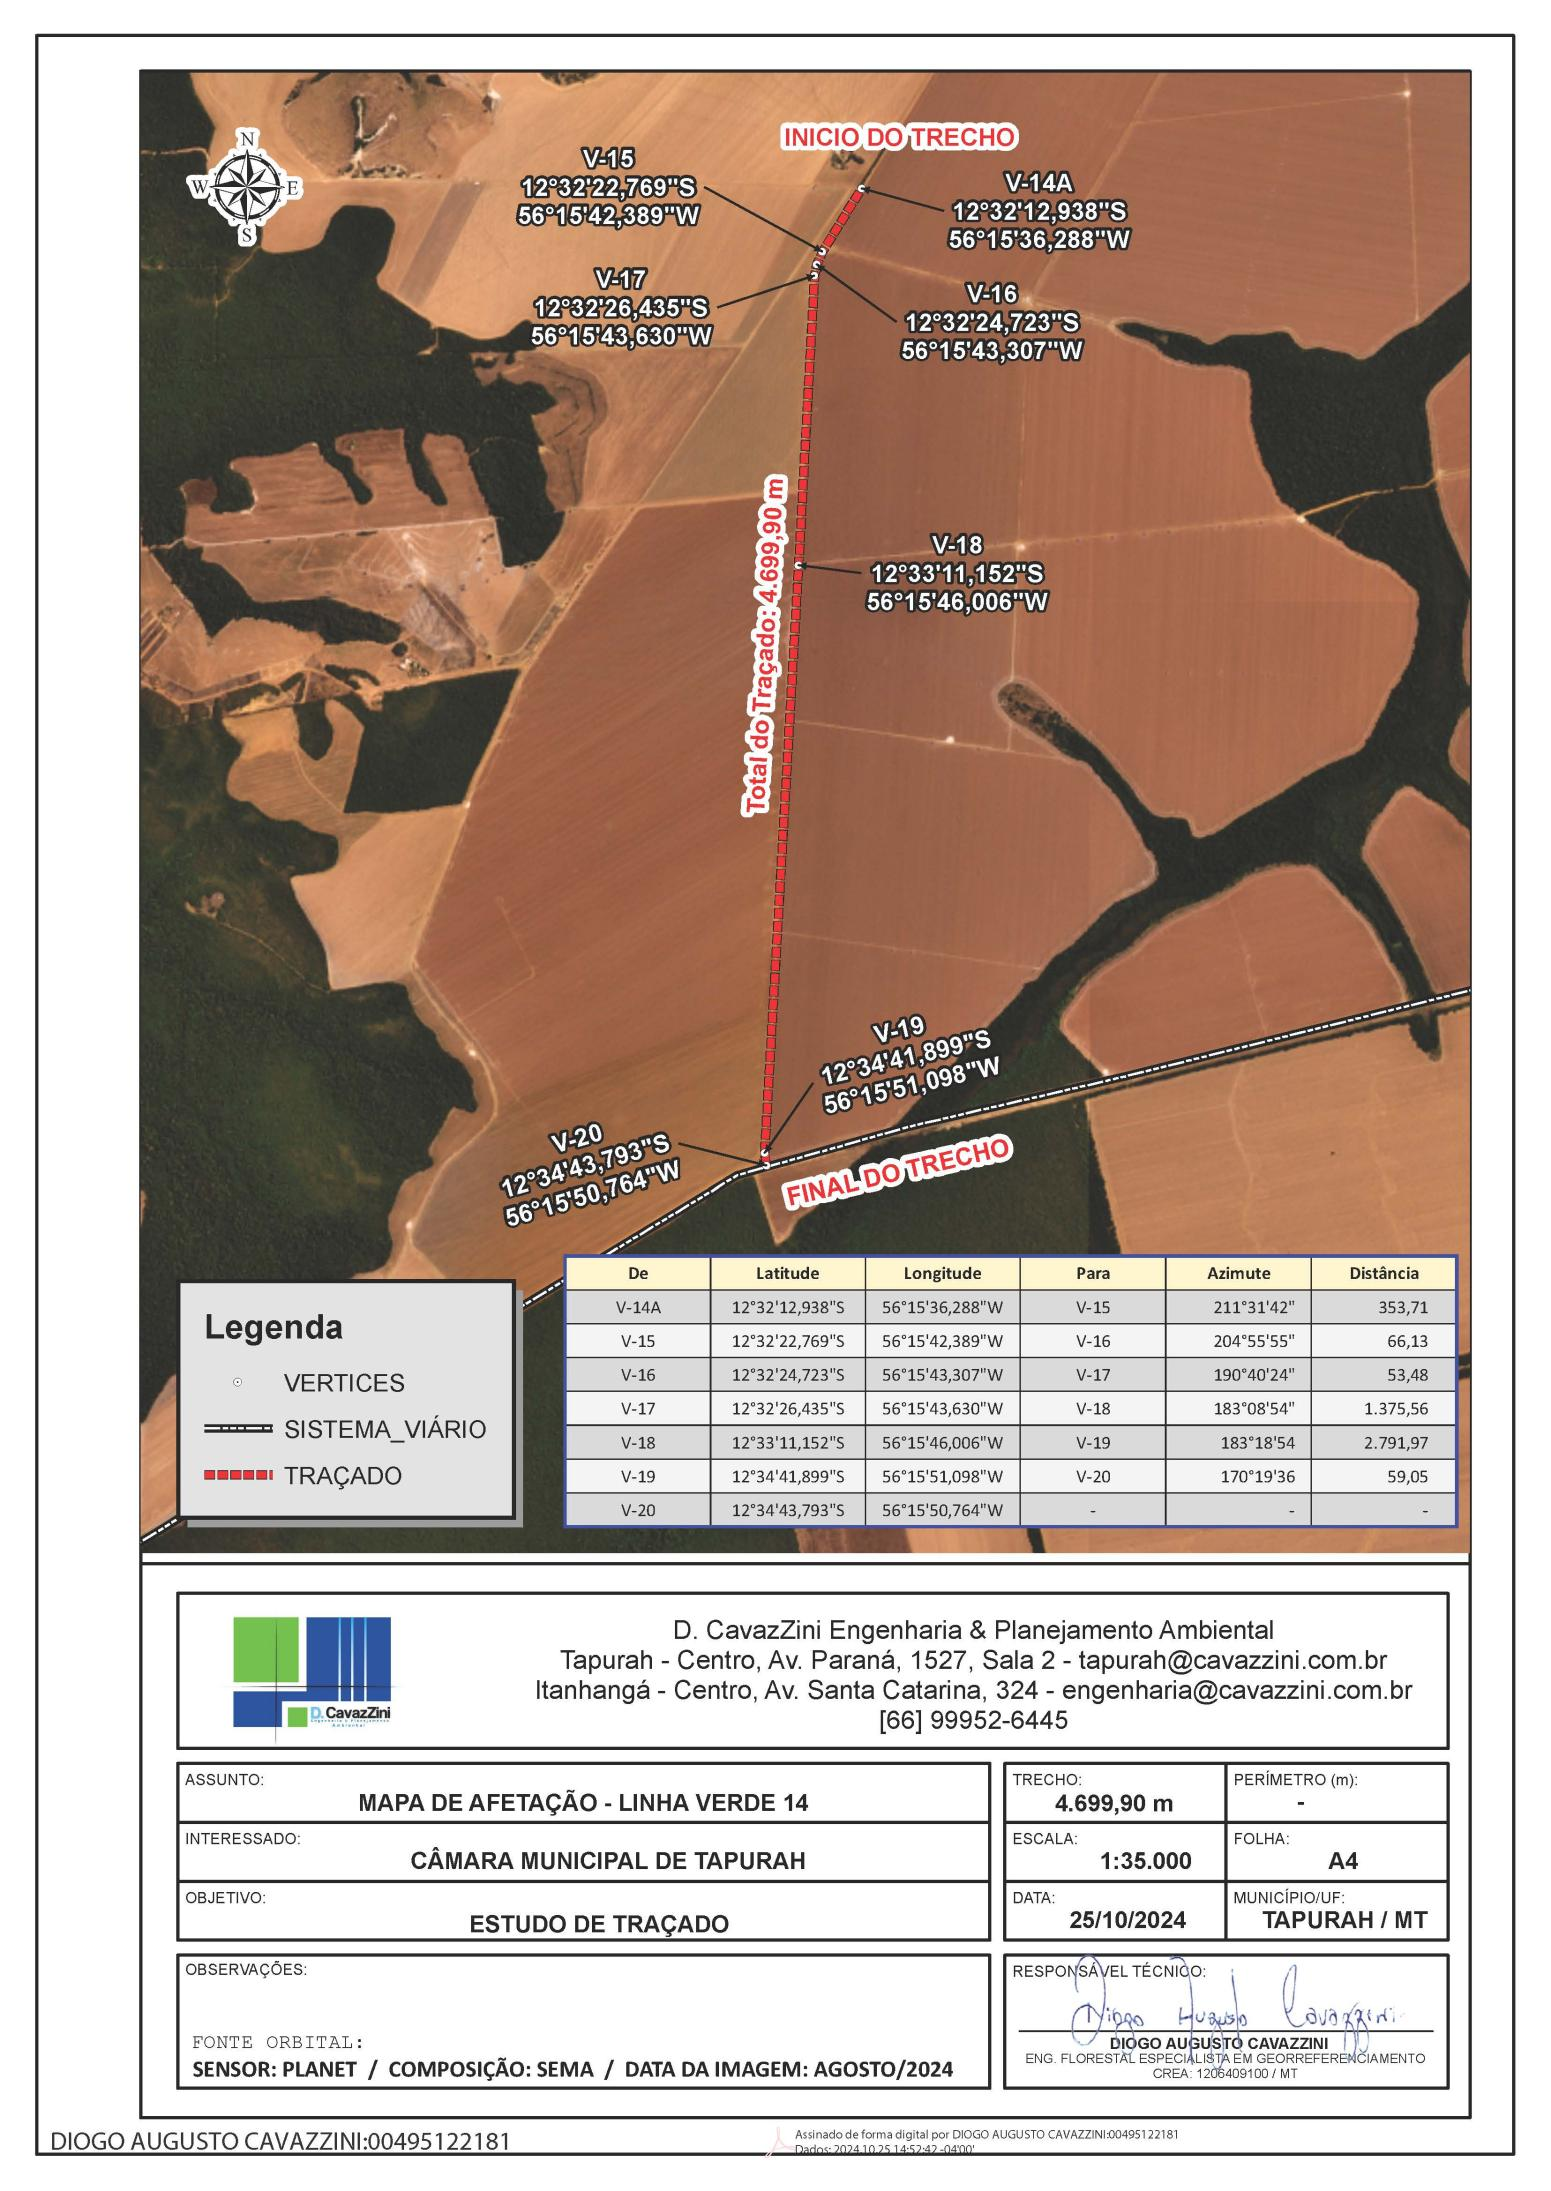 N
W E
S
INICIO DO TRECHO
V-15
12°32'22,769"S
56°15'42,389"W
V-14A
12°32'12,938"S
56°15'36,288"W
V-17
12°32'26,435"S
56°15'43,630"W
V-16
12°32'24,723"S
56°15'43,307"W
Total do Traçado: 4.699,90 m
V-18
12°33'11,152"S
56°15'46,006"W
V-19
12°34'41,899"S
56°15'51,098"W
V-20
12°34'43,793"S
56°15'50,764"W
FINAL DO TRECHO
Legenda
VERTICES
SISTEMA_VIÁRIO
TRAÇADO
De Latitude Longitude Para Azimute Distância
V-14A 12°32'12,938"S 56°15'36,288"W V-15 211°31'42" 353,71
V-15 12°32'22,769"S 56°15'42,389"W V-16 204°55'55" 66,13
V-16 12°32'24,723"S 56°15'43,307"W V-17 190°40'24" 53,48
V-17 12°32'26,435"S 56°15'43,630"W V-18 183°08'54" 1.375,56
V-18 12°33'11,152"S 56°15'46,006"W V-19 183°18'54 2.791,97
V-19 12°34'41,899"S 56°15'51,098"W V-20 170°19'36 59,05
V-20 12°34'43,793"S 56°15'50,764"W - - -
D. CavazZini
Engenharia e Planejamento
Ambiental
D. CavazZini Engenharia & Planejamento Ambiental
Tapurah - Centro, Av. Paraná, 1527, Sala 2 - tapurah@cavazzini.com.br
Itanhangá - Centro, Av. Santa Catarina, 324 - engenharia@cavazzini.com.br
[66] 99952-6445
ASSUNTO:
MAPA DE AFETAÇÃO - LINHA VERDE 14
INTERESSADO:
CÂMARA MUNICIPAL DE TAPURAH
OBJETIVO:
ESTUDO DE TRAÇADO
TRECHO:
4.699,90 m
PERÍMETRO (m):
-
ESCALA:
1:35.000
FOLHA:
A4
DATA:
25/10/2024
MUNICÍPIO/UF:
TAPURAH / MT
OBSERVAÇÕES:
FONTE ORBITAL:
SENSOR: PLANET / COMPOSIÇÃO: SEMA / DATA DA IMAGEM: AGOSTO/2024
RESPONSÁVEL TÉCNICO:
Diogo Augusto Cavazzini
DIOGO AUGUSTO CAVAZZINI
ENG. FLORESTAL ESPECIALISTA EM GEORREFERENCIAMENTO
CREA: 1206409100 / MT
DIOGO AUGUSTO CAVAZZINI:00495122181
Assinado de forma digital por DIOGO AUGUSTO CAVAZZINI:00495122181
Dados: 2024.10.25 14:52:42 -04'00'